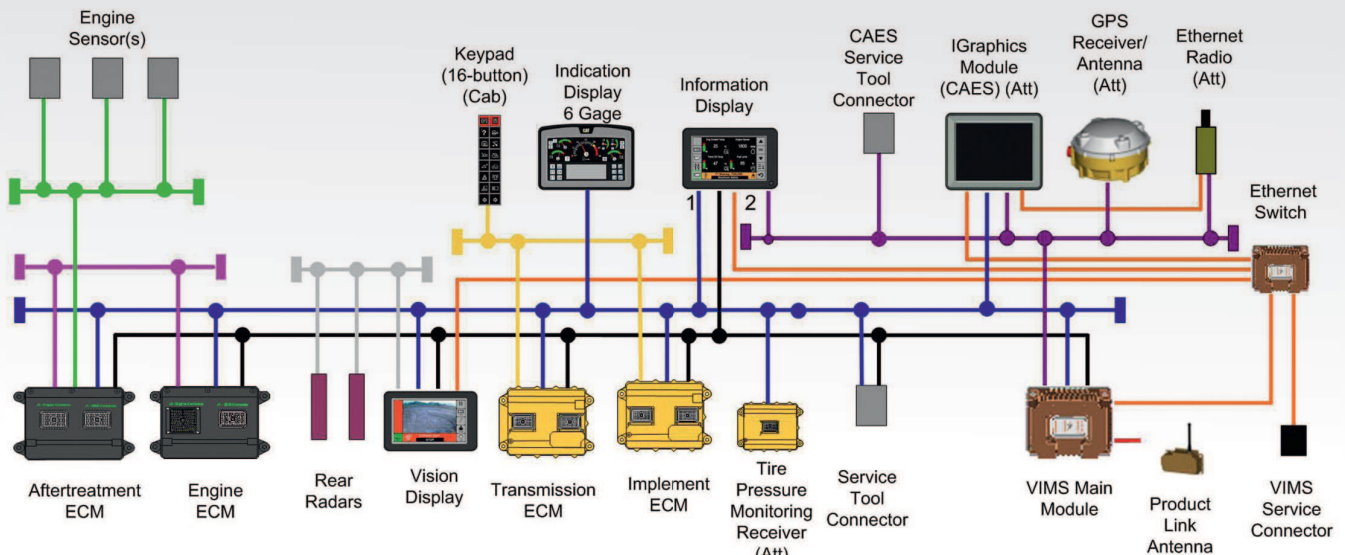 Engine
Sensor(s)
Keypad
(16-button)
(Cab)
Indication
Display
6 Gage
Information
Display
CAES
Service
Tool
Connector
IGraphics
Module
(CAES) (Att)
GPS
Receiver/
Antenna
(Att)
Ethernet
Radio
(Att)
1
2
Ethernet
Switch
Aftertreatment
ECM
Engine
ECM
Rear
Radars
Vision
Display
Transmission
ECM
Implement
ECM
Tire
Pressure
Monitoring
Receiver
(Att)
Service
Tool
Connector
VIMS Main
Module
Product
Link
Antenna
VIMS
Service
Connector